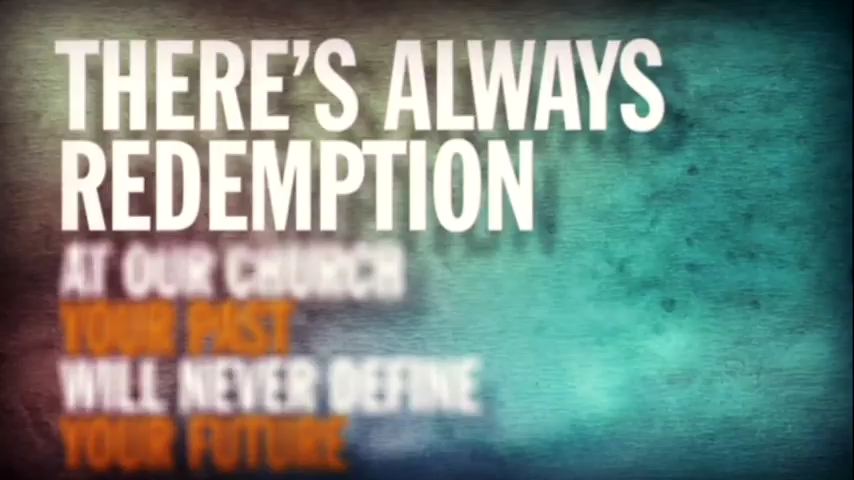 THERE'S ALWAYS
REDEMPTION
AT OUR CHURCH
YOUR PAST
WILL NEVER DEFINE
YOUR FUTURE